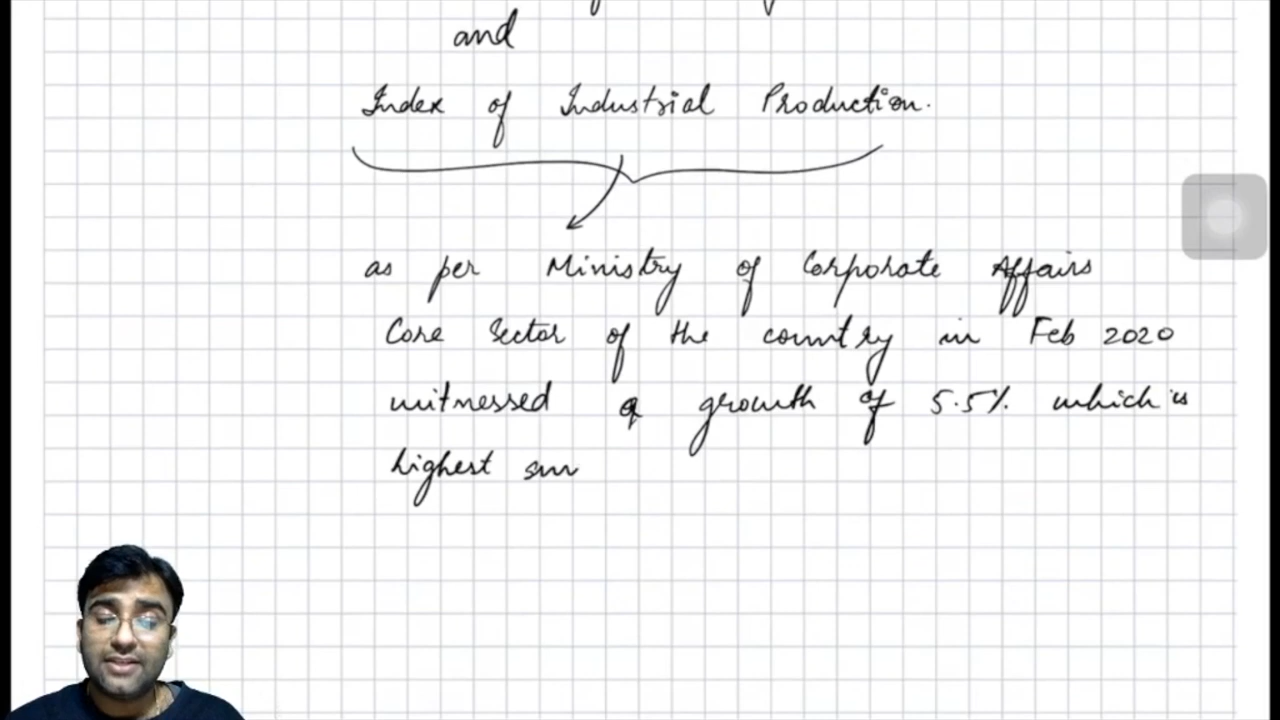 and
Index of Industrial Production.
as per Ministry of Corporate Affairs
Core Sector of the country in Feb 2020
witnessed a growth of 5.5% which is
highest